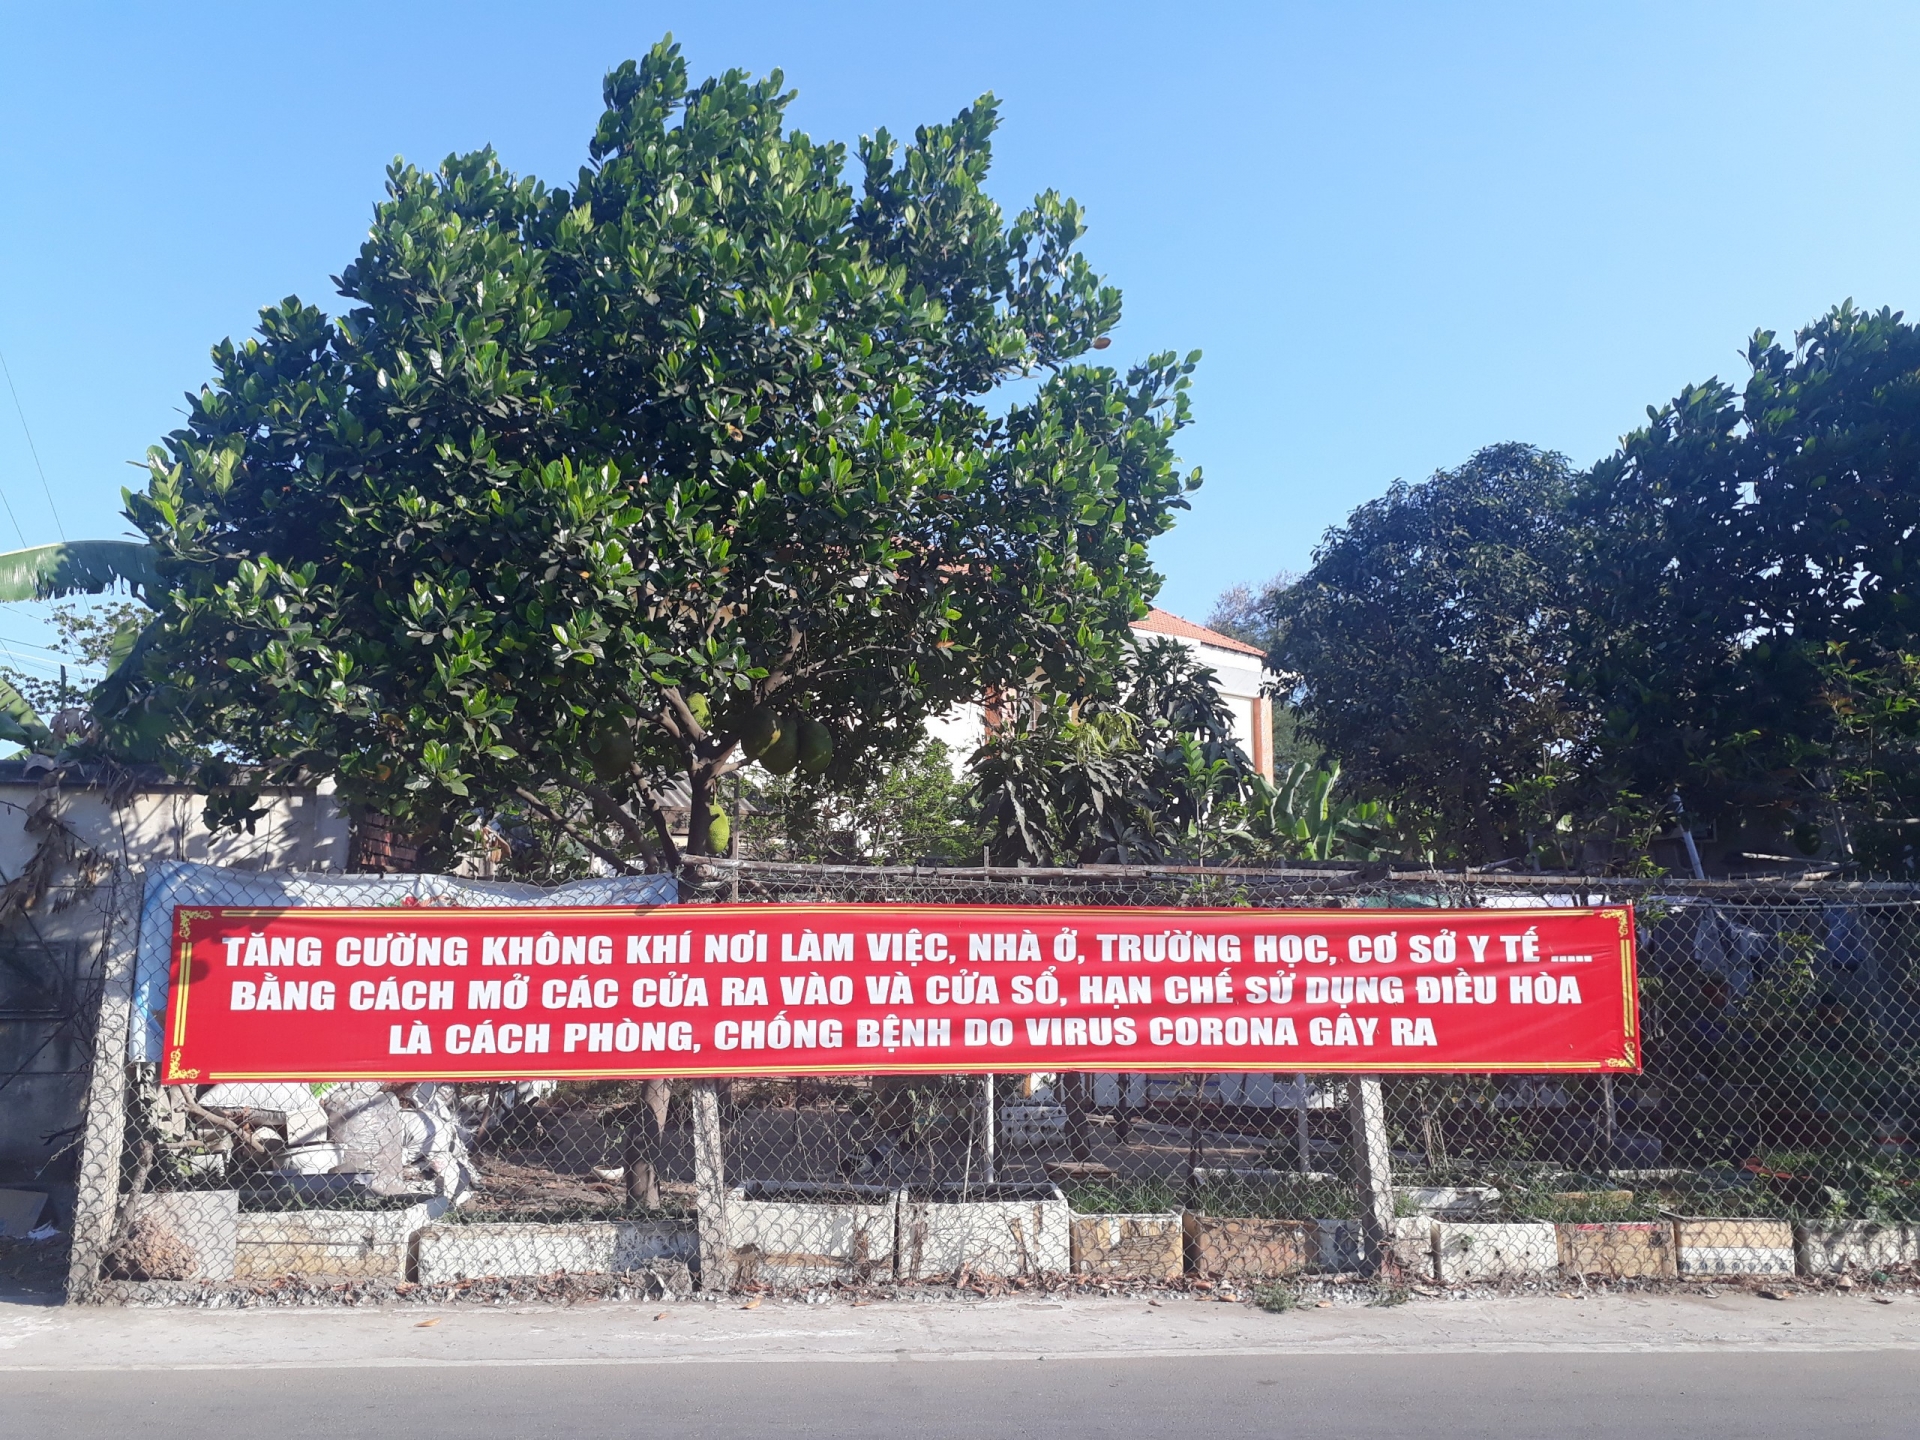 TĂNG CƯỜNG KHÔNG KHÍ NƠI LÀM VIỆC, NHÀ Ở, TRƯỜNG HỌC, CƠ SỞ Y TẾ .....
BẰNG CÁCH MỞ CÁC CỬA RA VÀO VÀ CỬA SỔ, HẠN CHẾ SỬ DỤNG ĐIỀU HÒA
LÀ CÁCH PHÒNG, CHỐNG BỆNH DO VIRUS CORONA GÂY RA